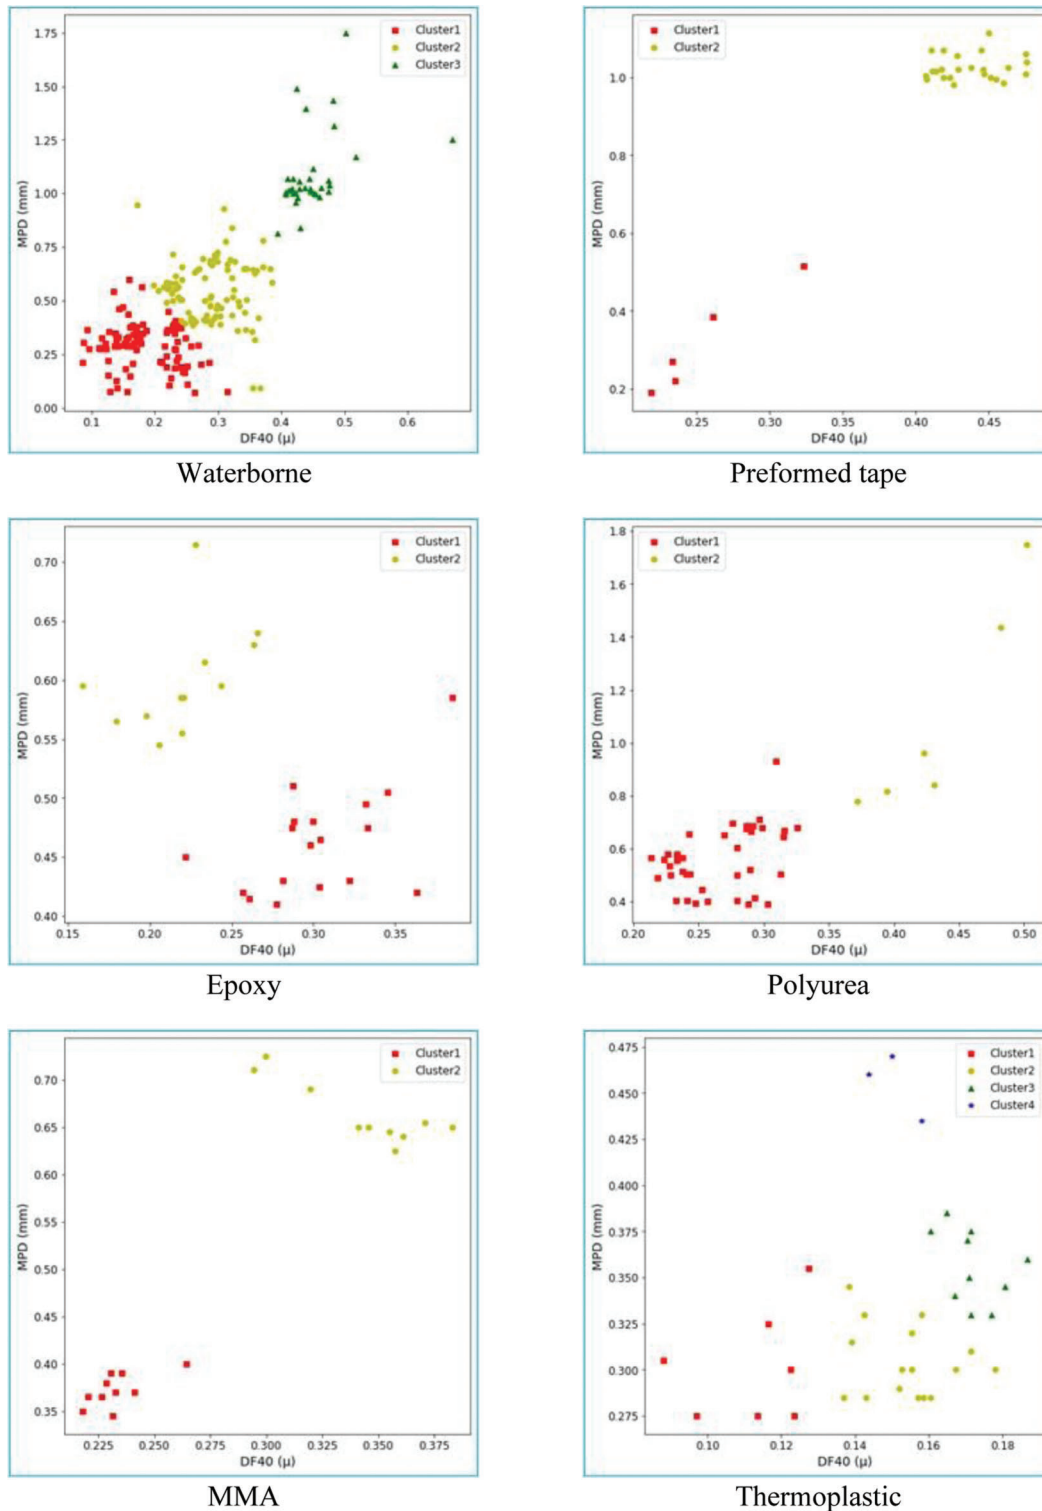 1.75
1.50
1.25
1.00
0.75
0.50
0.25
0.00
MPD (mm)
Cluster1
Cluster2
Cluster3
0.1 0.2 0.3 0.4 0.5 0.6
DF40 (μ)
Waterborne
1.0
0.8
0.6
0.4
0.2
MPD (mm)
Cluster1
Cluster2
0.25 0.30 0.35 0.40 0.45
DF40 (μ)
Preformed tape
0.70
0.65
0.60
0.55
0.50
0.45
0.40
MPD (mm)
Cluster1
Cluster2
0.15 0.20 0.25 0.30 0.35
DF40 (μ)
Epoxy
1.8
1.6
1.4
1.2
1.0
0.8
0.6
0.4
MPD (mm)
Cluster1
Cluster2
0.20 0.25 0.30 0.35 0.40 0.45 0.50
DF40 (μ)
Polyurea
0.70
0.65
0.60
0.55
0.50
0.45
0.40
0.35
MPD (mm)
Cluster1
Cluster2
0.225 0.250 0.275 0.300 0.325 0.350 0.375
DF40 (μ)
MMA
0.475
0.450
0.425
0.400
0.375
0.350
0.325
0.300
0.275
MPD (mm)
Cluster1
Cluster2
Cluster3
Cluster4
0.10 0.12 0.14 0.16 0.18
DF40 (μ)
Thermoplastic